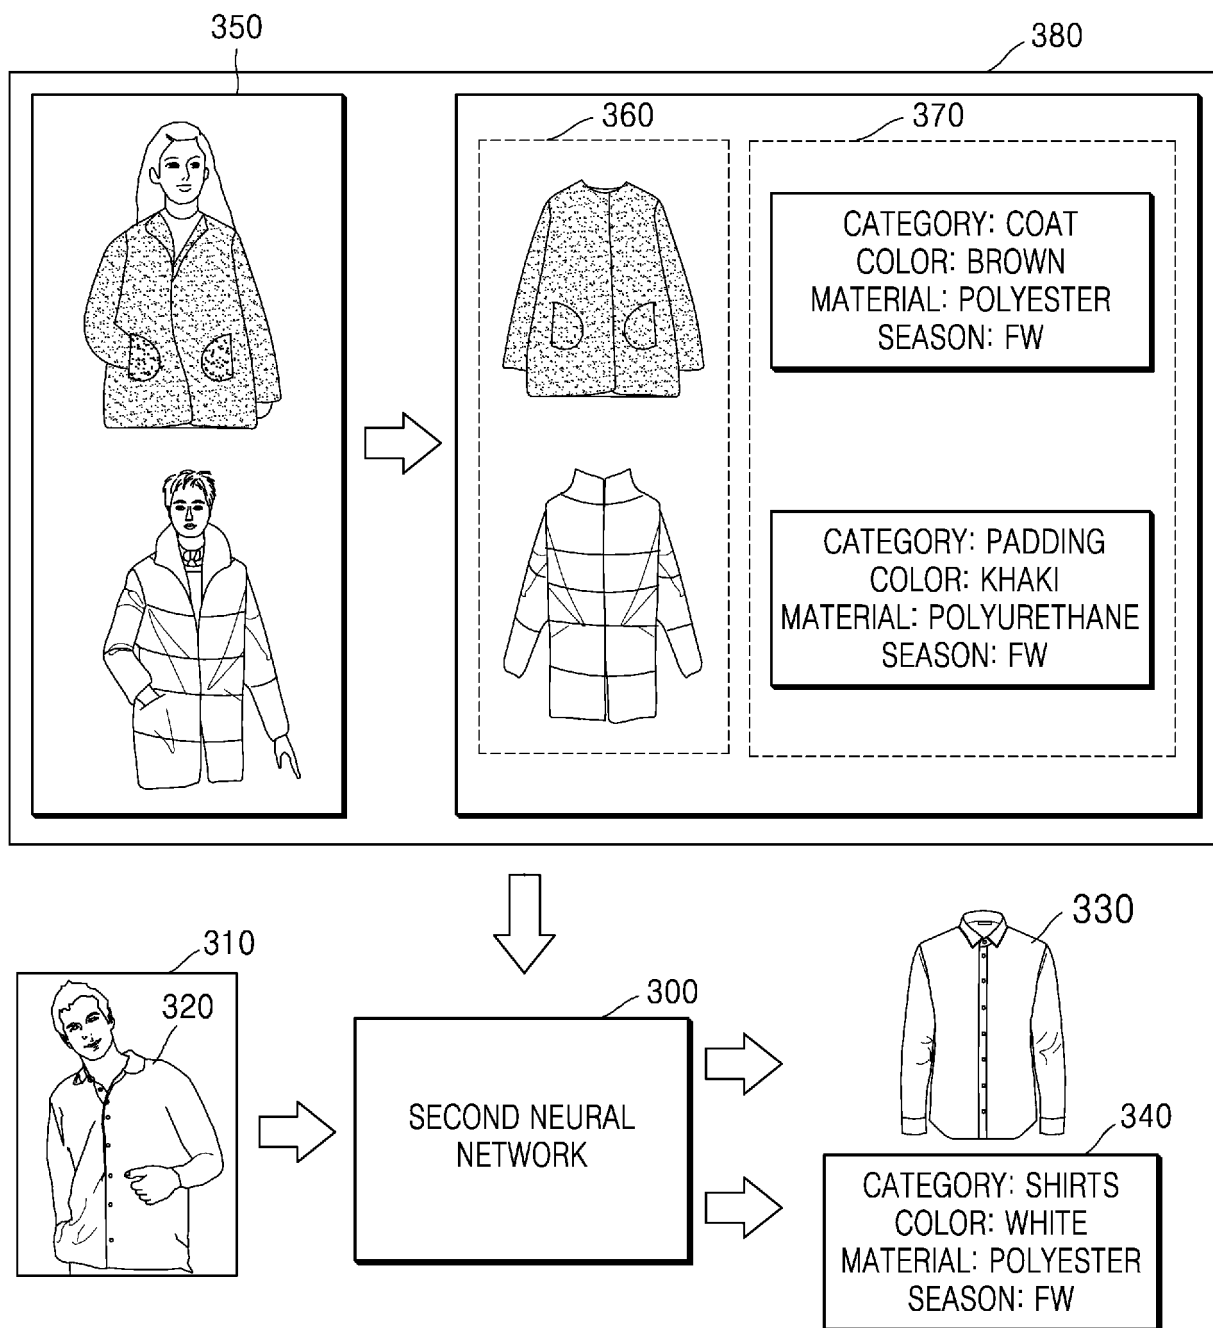 350
380
360
370
CATEGORY: COAT
COLOR: BROWN
MATERIAL: POLYESTER
SEASON: FW
CATEGORY: PADDING
COLOR: KHAKI
MATERIAL: POLYURETHANE
SEASON: FW
310
320
300
SECOND NEURAL
NETWORK
330
340
CATEGORY: SHIRTS
COLOR: WHITE
MATERIAL: POLYESTER
SEASON: FW